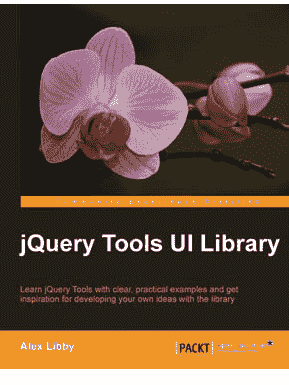 jQuery Tools UI Library
Learn jQuery Tools with clear, practical examples and get
inspiration for developing your own ideas with the library
Alex Libby
PACKT